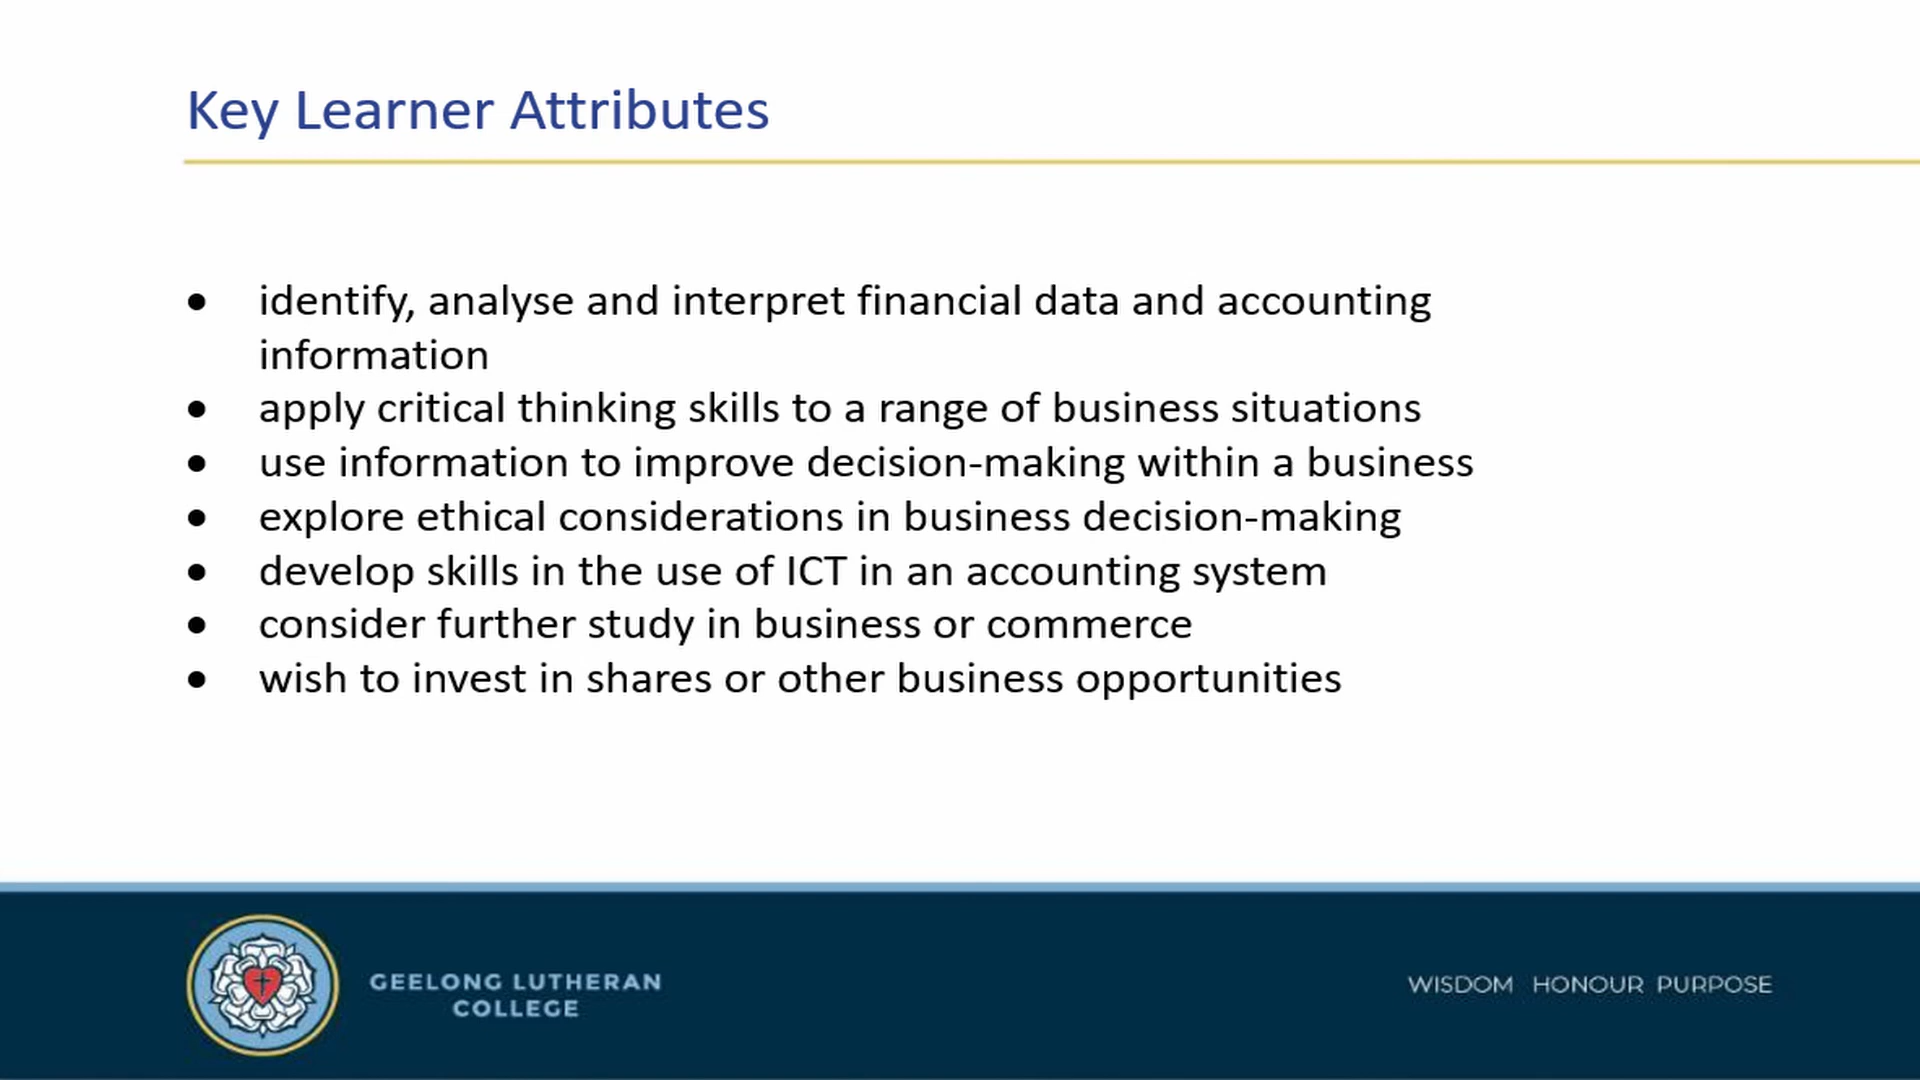 Key Learner Attributes
• identify, analyse and interpret financial data and accounting
information
• apply critical thinking skills to a range of business situations
• use information to improve decision-making within a business
• explore ethical considerations in business decision-making
• develop skills in the use of ICT in an accounting system
• consider further study in business or commerce
• wish to invest in shares or other business opportunities
GEELONG LUTHERAN
COLLEGE
WISDOM HONOUR PURPOSE